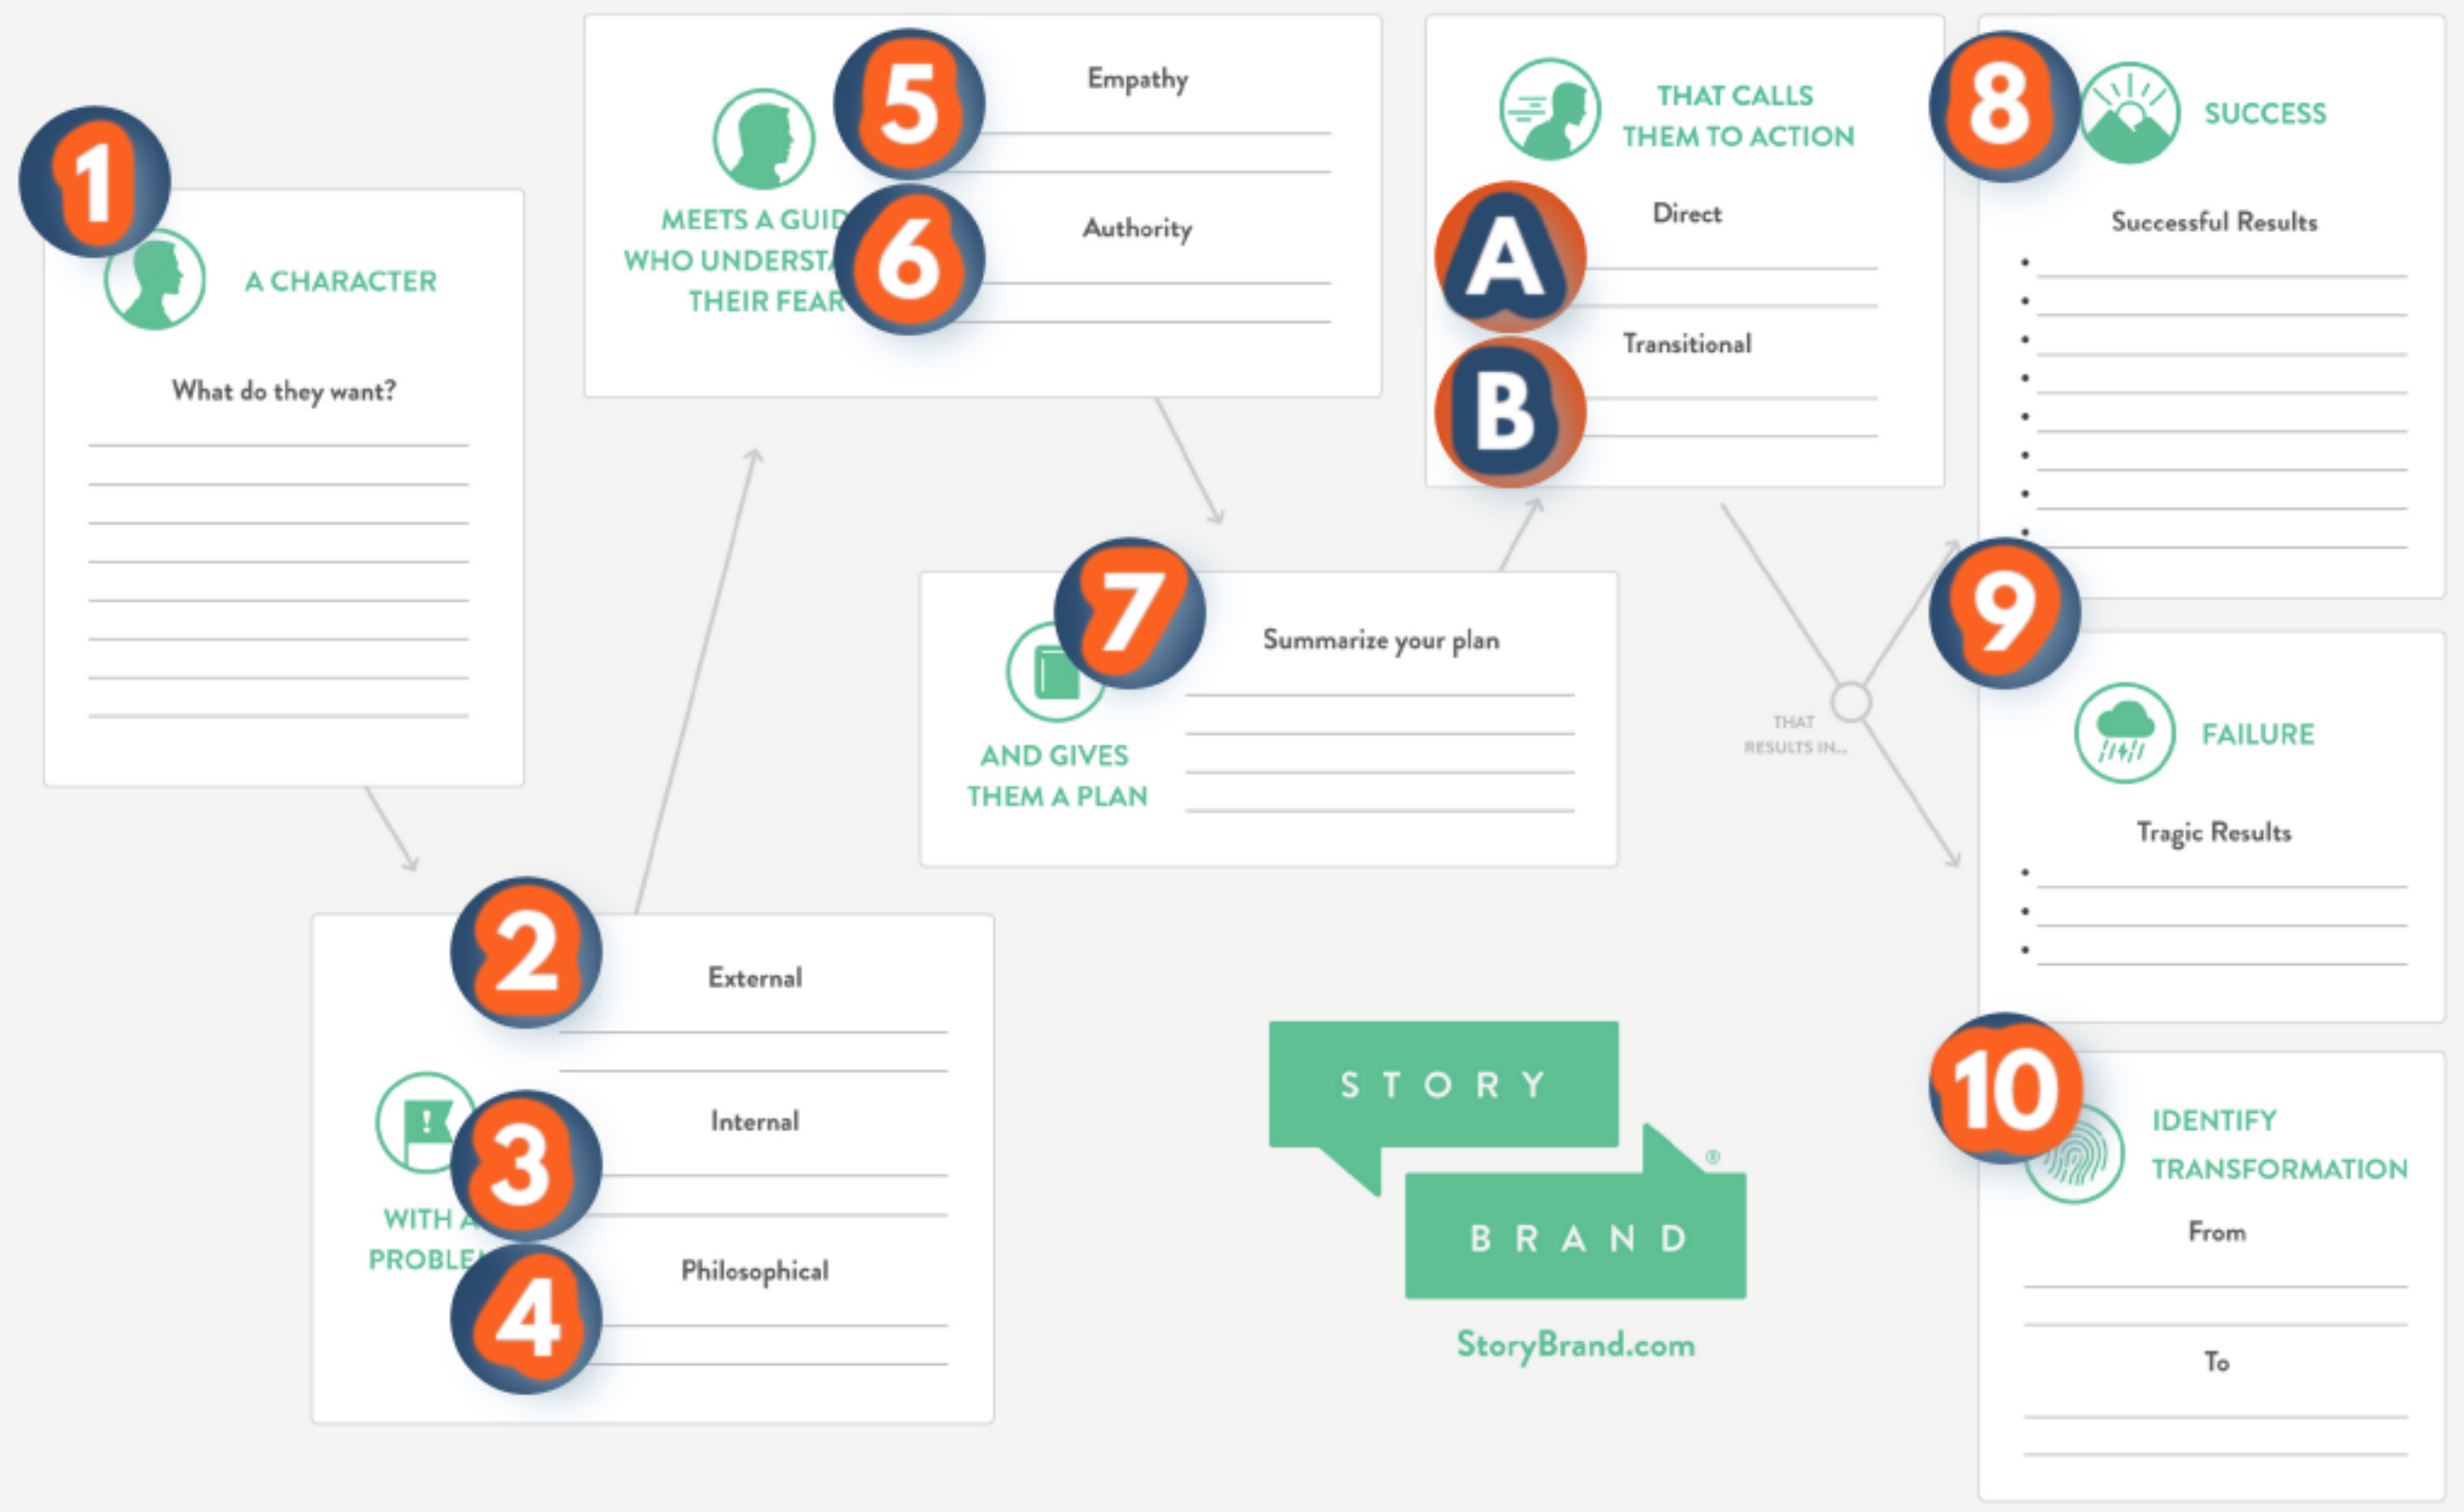 1
A CHARACTER
What do they want?
2
External
3
Internal
WITH A
PROBLE
4
Philosophical
5
Empathy
6
Authority
MEETS A GUID
WHO UNDERSTA
THEIR FEAR
7
Summarize your plan
AND GIVES
THEM A PLAN
THAT CALLS
THEM TO ACTION
A
Direct
B
Transitional
THAT
RESULTS IN...
8
SUCCESS
Successful Results
9
FAILURE
Tragic Results
10
IDENTIFY
TRANSFORMATION
From
To
STORY
BRAND
®
StoryBrand.com
!